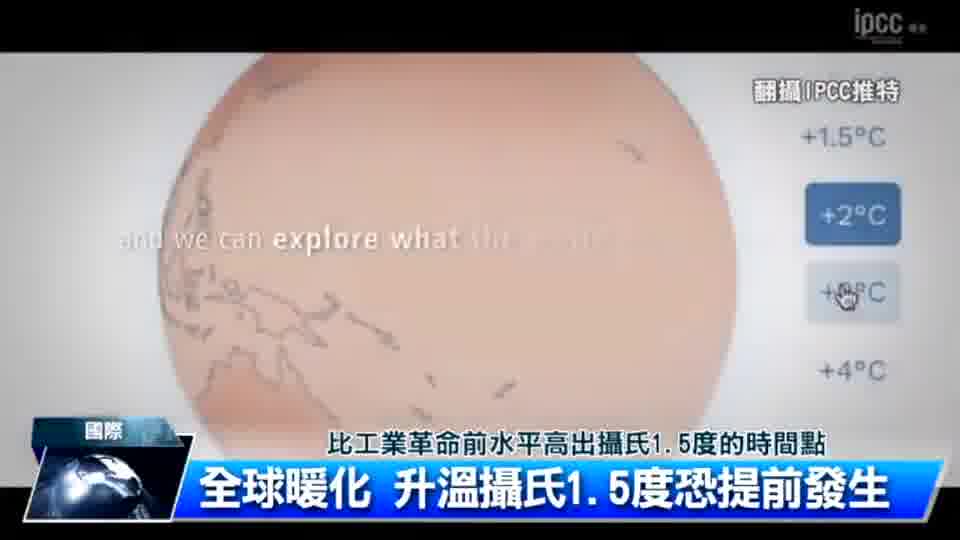 ipcc
翻攝IPCC推特
+1.5°C
+2°C
and we can explore what
+4°C
國際
比工業革命前水平高出攝氏1.5度的時間點
全球暖化 升溫攝氏1.5度恐提前發生